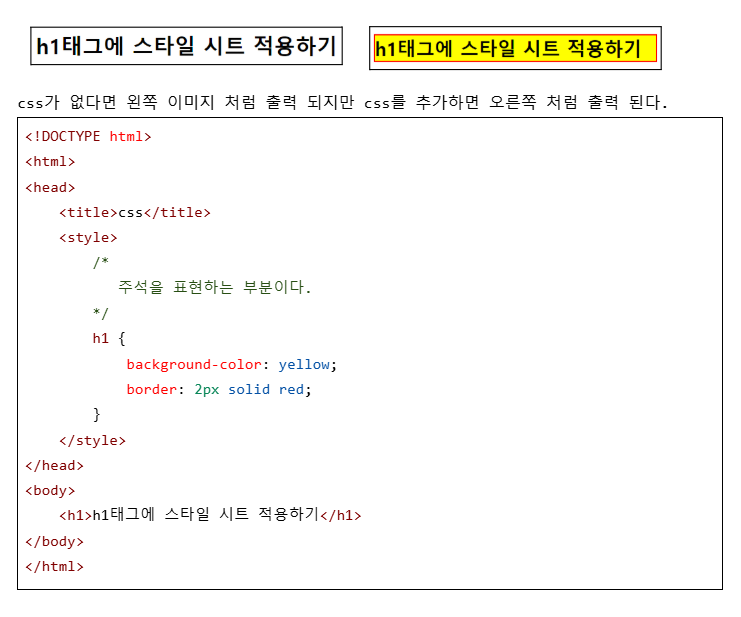 h1태그에 스타일 시트 적용하기
h1태그에 스타일 시트 적용하기
css가 없다면 왼쪽 이미지 처럼 출력 되지만 css를 추가하면 오른쪽 처럼 출력 된다.
<!DOCTYPE html>
<html>
<head>
    <title>css</title>
    <style>
        /*
           주석을 표현하는 부분이다.
        */
        h1 {
            background-color: yellow;
            border: 2px solid red;
        }
    </style>
</head>
<body>
    <h1>h1태그에 스타일 시트 적용하기</h1>
</body>
</html>